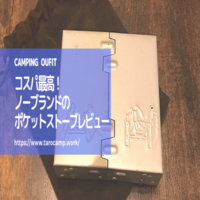 CAMPING OUFIT
コスパ最高！
ノーブランドの
ポケットストーブレビュー
https://www.tarocamp.work/